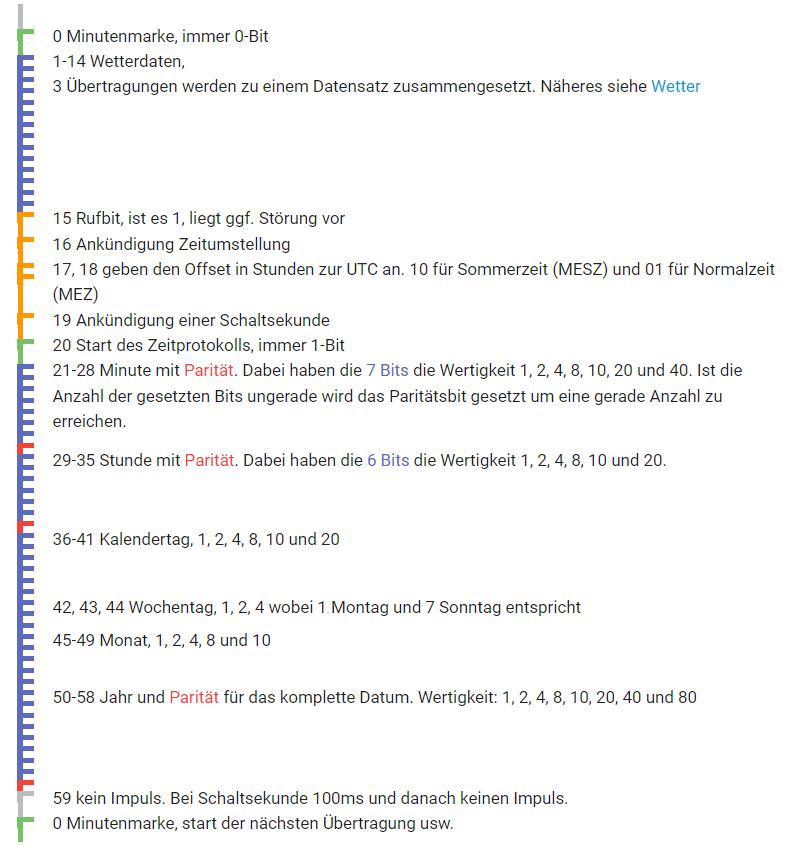 0 Minutenmarke, immer 0-Bit
1-14 Wetterdaten,
3 Übertragungen werden zu einem Datensatz zusammengesetzt. Näheres siehe Wetter
15 Rufbit, ist es 1, liegt ggf. Störung vor
16 Ankündigung Zeitumstellung
17, 18 geben den Offset in Stunden zur UTC an. 10 für Sommerzeit (MESZ) und 01 für Normalzeit
(MEZ)
19 Ankündigung einer Schaltsekunde
20 Start des Zeitprotokolls, immer 1-Bit
21-28 Minute mit Parität. Dabei haben die 7 Bits die Wertigkeit 1, 2, 4, 8, 10, 20 und 40. Ist die
Anzahl der gesetzten Bits ungerade wird das Paritätsbit gesetzt um eine gerade Anzahl zu
erreichen.
29-35 Stunde mit Parität. Dabei haben die 6 Bits die Wertigkeit 1, 2, 4, 8, 10 und 20.
36-41 Kalendertag, 1, 2, 4, 8, 10 und 20
42, 43, 44 Wochentag, 1, 2, 4 wobei 1 Montag und 7 Sonntag entspricht
45-49 Monat, 1, 2, 4, 8 und 10
50-58 Jahr und Parität für das komplette Datum. Wertigkeit: 1, 2, 4, 8, 10, 20, 40 und 80
59 kein Impuls. Bei Schaltsekunde 100ms und danach keinen Impuls.
0 Minutenmarke, start der nächsten Übertragung usw.